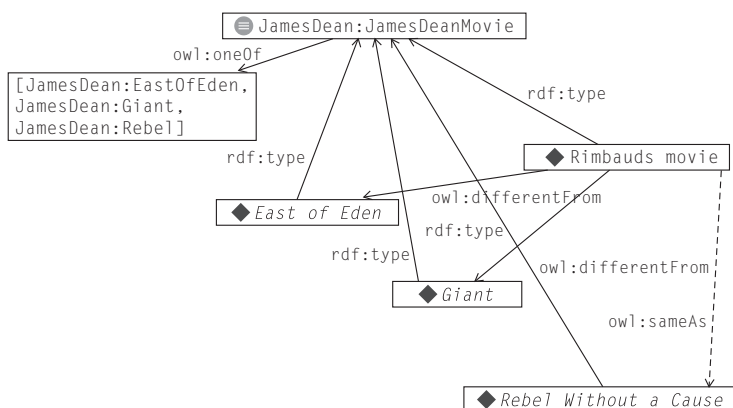 JamesDean:JamesDeanMovie
owl:oneOf
[JamesDean:EastOfEden,
JamesDean:Giant,
JamesDean:Rebel]
rdf:type
rdf:type
Rimbauds movie
owl:differentFrom
East of Eden
rdf:type
rdf:type
owl:differentFrom
Giant
owl:sameAs
Rebel Without a Cause